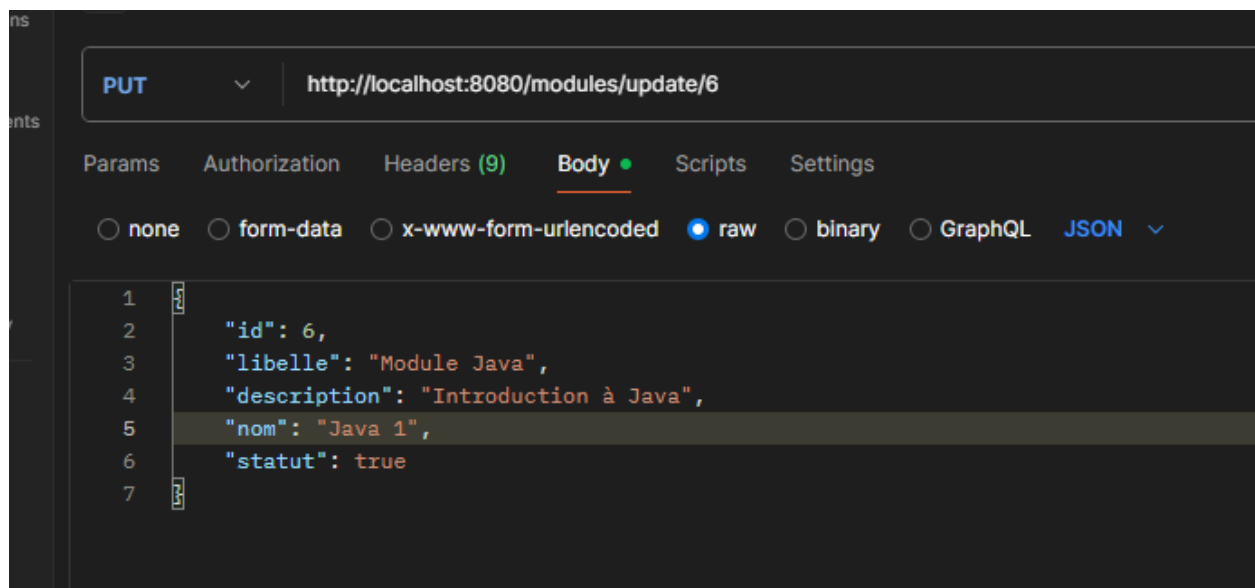 ns
PUT http://localhost:8080/modules/update/6
ents
Params Authorization Headers (9) Body Scripts Settings
none form-data x-www-form-urlencoded raw binary GraphQL JSON
1 {
2 "id": 6,
3 "libelle": "Module Java",
4 "description": "Introduction à Java",
5 "nom": "Java 1",
6 "statut": true
7 }